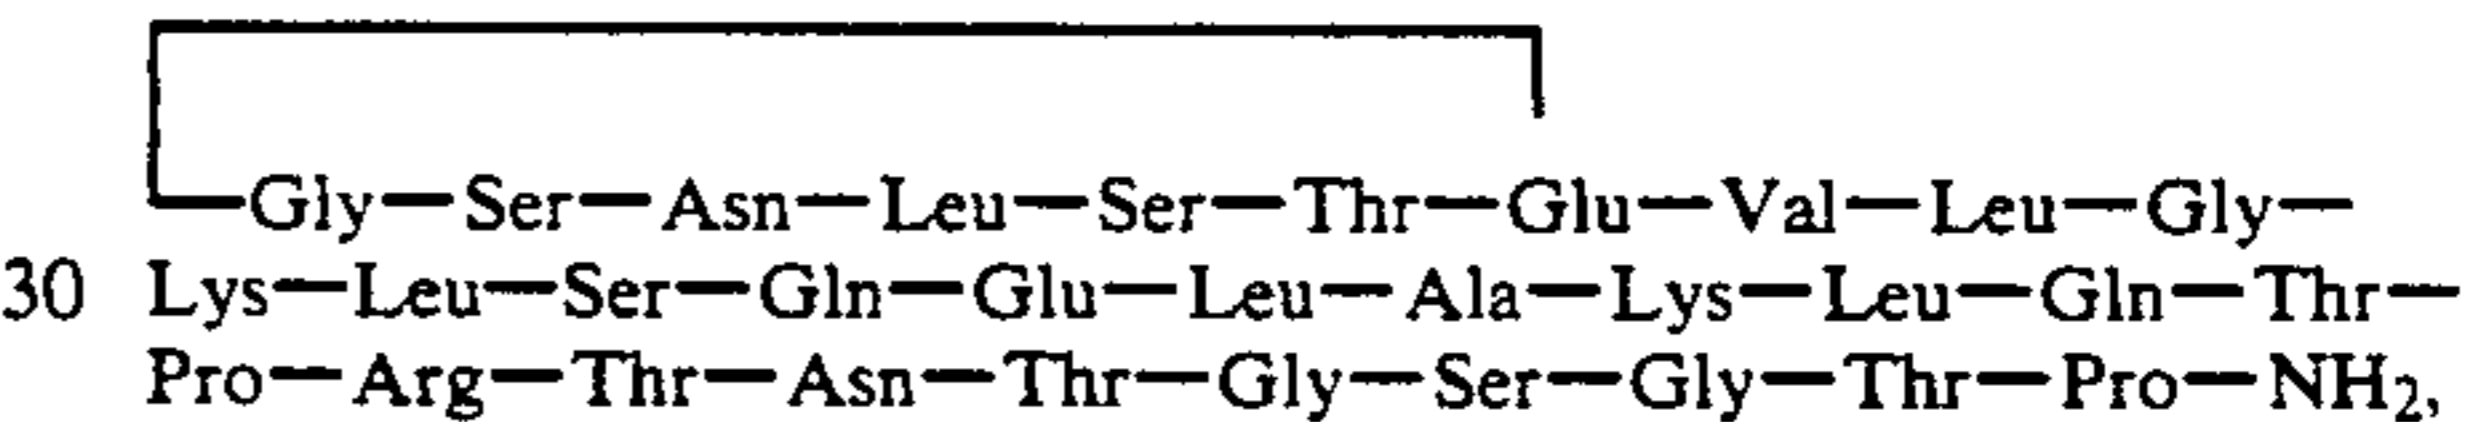 Gly—Ser—Asn—Leu—Ser—Thr—Glu—Val—Leu—Gly—
30 Lys—Leu—Ser—Gln—Glu—Leu—Ala—Lys—Leu—Gln—Thr—
Pro—Arg—Thr—Asn—Thr—Gly—Ser—Gly—Thr—Pro—NH₂,